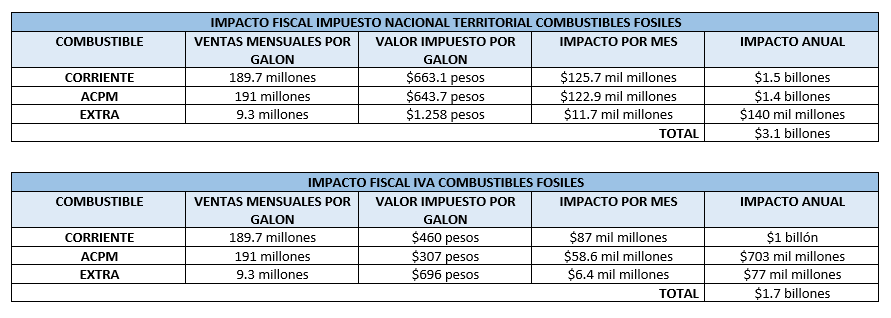 IMPACTO FISCAL IMPUESTO NACIONAL TERRITORIAL COMBUSTIBLES FOSILES
COMBUSTIBLE VENTAS MENSUALES POR GALON VALOR IMPUESTO POR GALON IMPACTO POR MES IMPACTO ANUAL
CORRIENTE 189.7 millones $663.1 pesos $125.7 mil millones $1.5 billones
ACPM 191 millones $643.7 pesos $122.9 mil millones $1.4 billones
EXTRA 9.3 millones $1.258 pesos $11.7 mil millones $140 mil millones
TOTAL $3.1 billones
IMPACTO FISCAL IVA COMBUSTIBLES FOSILES
COMBUSTIBLE VENTAS MENSUALES POR GALON VALOR IMPUESTO POR GALON IMPACTO POR MES IMPACTO ANUAL
CORRIENTE 189.7 millones $460 pesos $87 mil millones $1 billón
ACPM 191 millones $307 pesos $58.6 mil millones $703 mil millones
EXTRA 9.3 millones $696 pesos $6.4 mil millones $77 mil millones
TOTAL $1.7 billones